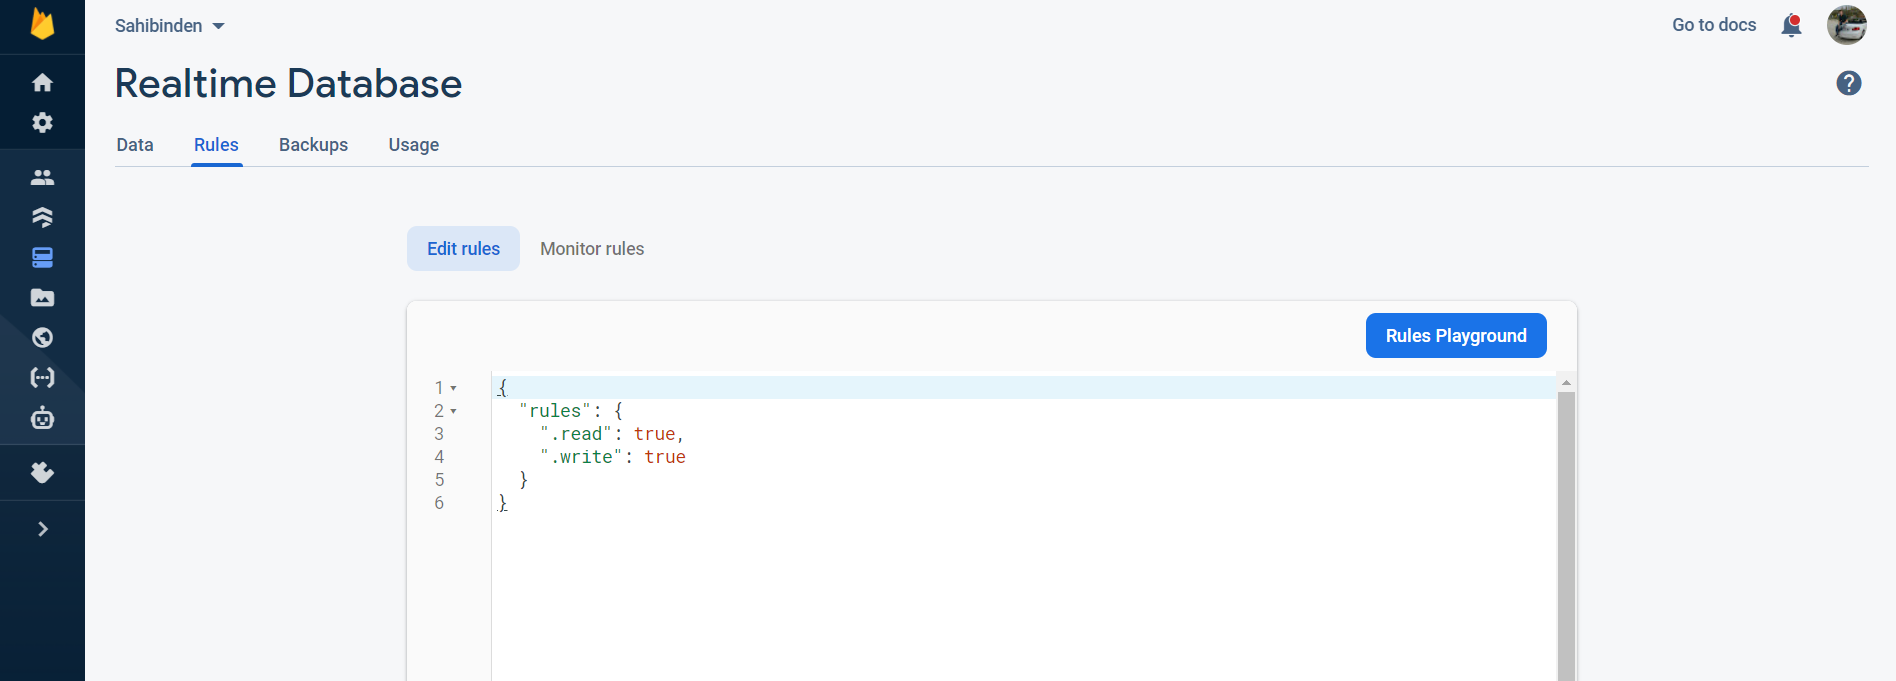 Sahibinden
Go to docs
Realtime Database
Data
Rules
Backups
Usage
Edit rules
Monitor rules
Rules Playground
1 {
2 "rules": {
3 ".read": true,
4 ".write": true
5 }
6 }